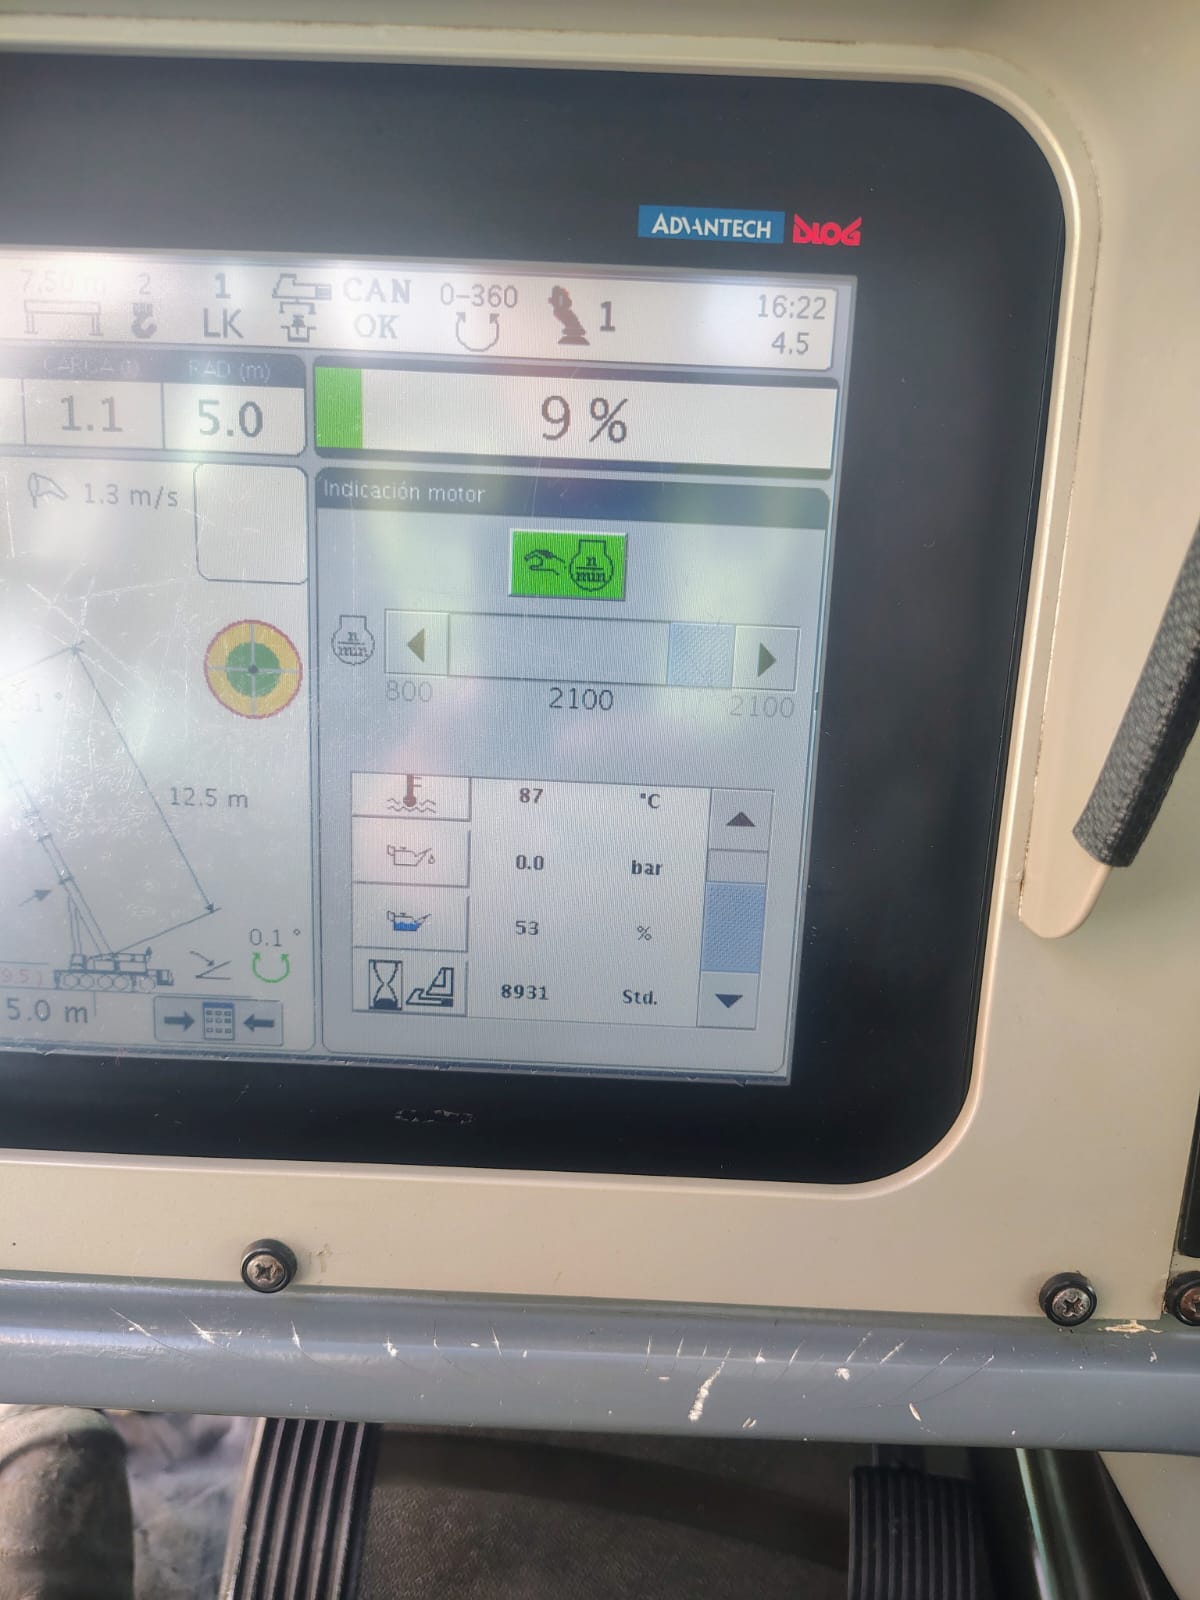 ADVANTECH DLOG
7.50 m 2 1 CAN 0-360 1 16:22
LK OK 4.5
CARGA (t) RAD (m)
1.1 5.0 9 %
1.3 m/s
Indicación motor
n
min
n
min
800 2100 2100
12.5 m
87 °C
0.0 bar
53 %
0.1 °
8931 Std.
5.0 m